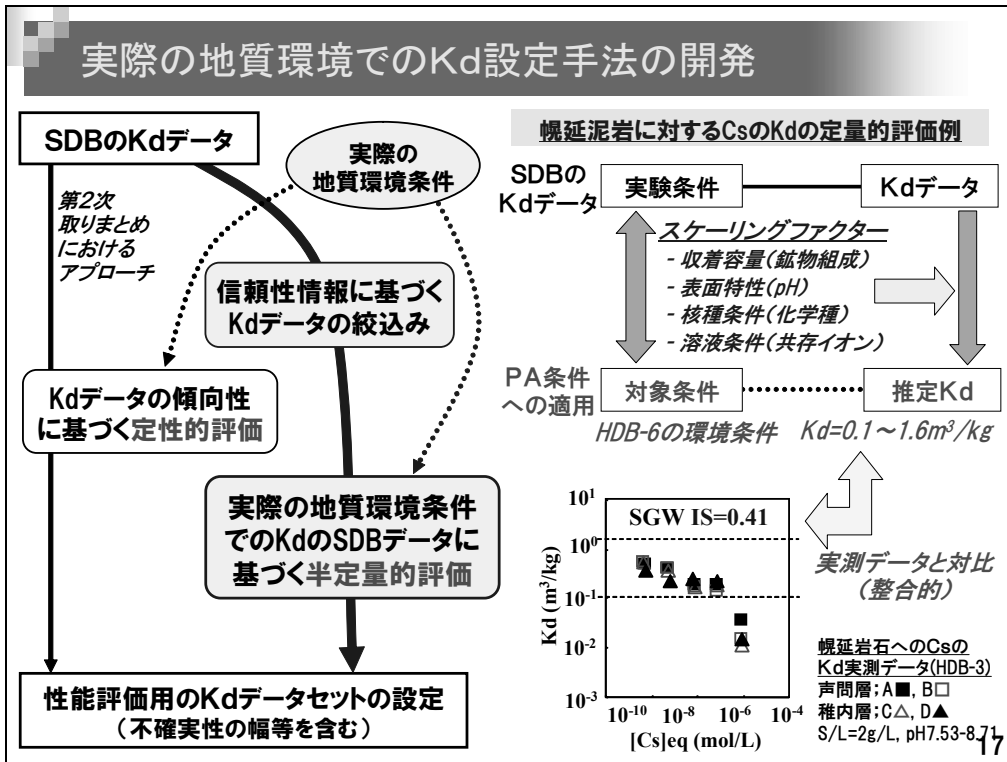 実際の地質環境でのKd設定手法の開発
SDBのKdデータ
実際の
地質環境条件
第2次
取りまとめ
における
アプローチ
信頼性情報に基づく
Kdデータの絞込み
Kdデータの傾向性
に基づく定性的評価
実際の地質環境条件
でのKdのSDBデータに
基づく半定量的評価
性能評価用のKdデータセットの設定
（不確実性の幅等を含む）
幌延泥岩に対するCsのKdの定量的評価例
SDBの
Kdデータ
実験条件
Kdデータ
スケーリングファクター
- 収着容量（鉱物組成）
- 表面特性（pH）
- 核種条件（化学種）
- 溶液条件（共存イオン）
PA条件
への適用
対象条件
推定Kd
HDB-6の環境条件
Kd=0.1～1.6m³/kg
SGW IS=0.41
Kd (m³/kg)
10¹
10⁰
10⁻¹
10⁻²
10⁻³
10⁻¹⁰ 10⁻⁸ 10⁻⁶ 10⁻⁴
[Cs]eq (mol/L)
実測データと対比
（整合的）
幌延岩石へのCsの
Kd実測データ(HDB-3)
声問層;A■, B□
稚内層;C△, D▲
S/L=2g/L, pH7.53-8.71
17